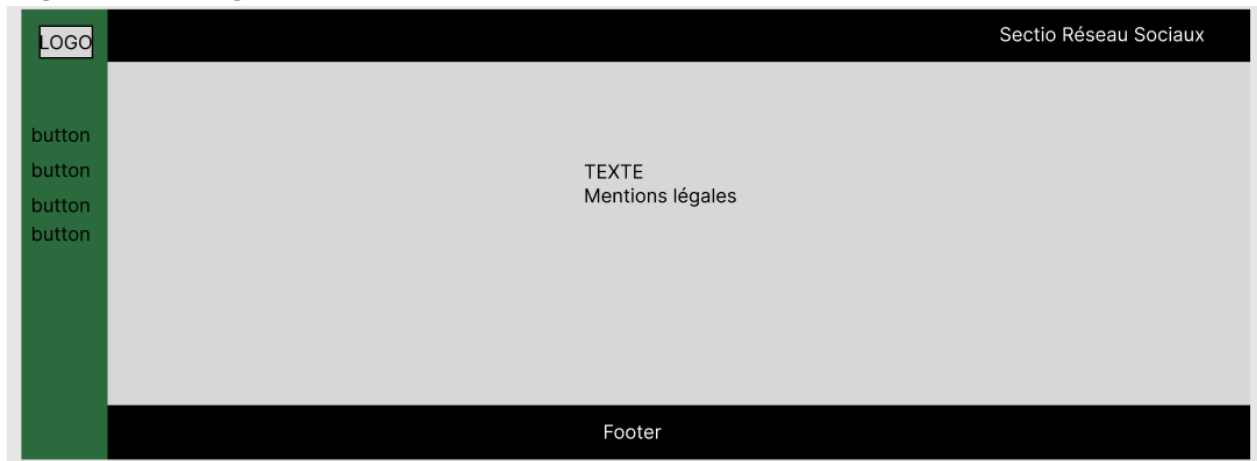 LOGO
Sectio Réseau Sociaux
button
button
button
button
TEXTE
Mentions légales
Footer